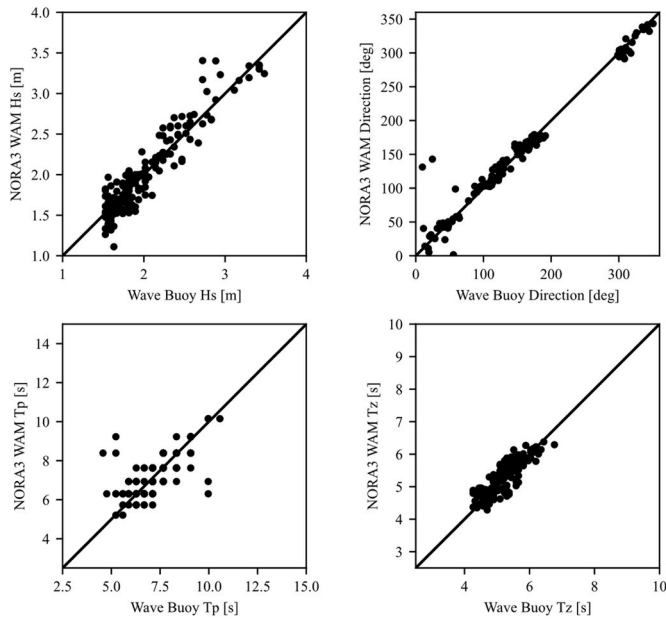 4.0
3.5
3.0
2.5
2.0
1.5
1.0
NORA3 WAM Hs [m]
1 2 3 4
Wave Buoy Hs [m]
350
300
250
200
150
100
50
0
NORA3 WAM Direction [deg]
0 100 200 300
Wave Buoy Direction [deg]
14
12
10
8
6
4
NORA3 WAM Tp [s]
2.5 5.0 7.5 10.0 12.5 15.0
Wave Buoy Tp [s]
10
9
8
7
6
5
4
3
NORA3 WAM Tz [s]
4 6 8 10
Wave Buoy Tz [s]